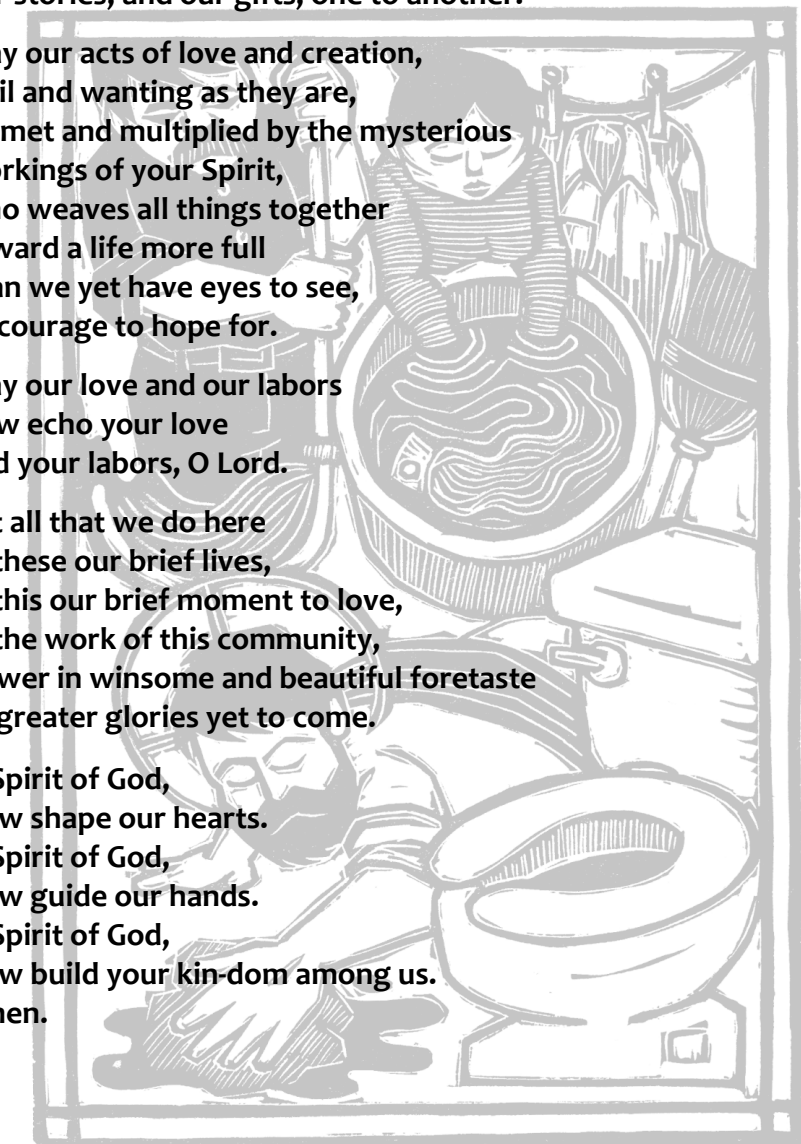 stories, and our gifts, one to another.
ay our acts of love and creation,
il and wanting as they are,
met and multiplied by the mysterious
orkings of your Spirit,
ho weaves all things together
ward a life more full
an we yet have eyes to see,
courage to hope for.
ay our love and our labors
w echo your love
d your labors, O Lord.
t all that we do here
these our brief lives,
this our brief moment to love,
the work of this community,
wer in winsome and beautiful foretaste
greater glories yet to come.
Spirit of God,
w shape our hearts.
Spirit of God,
w guide our hands.
Spirit of God,
w build your kin-dom among us.
men.